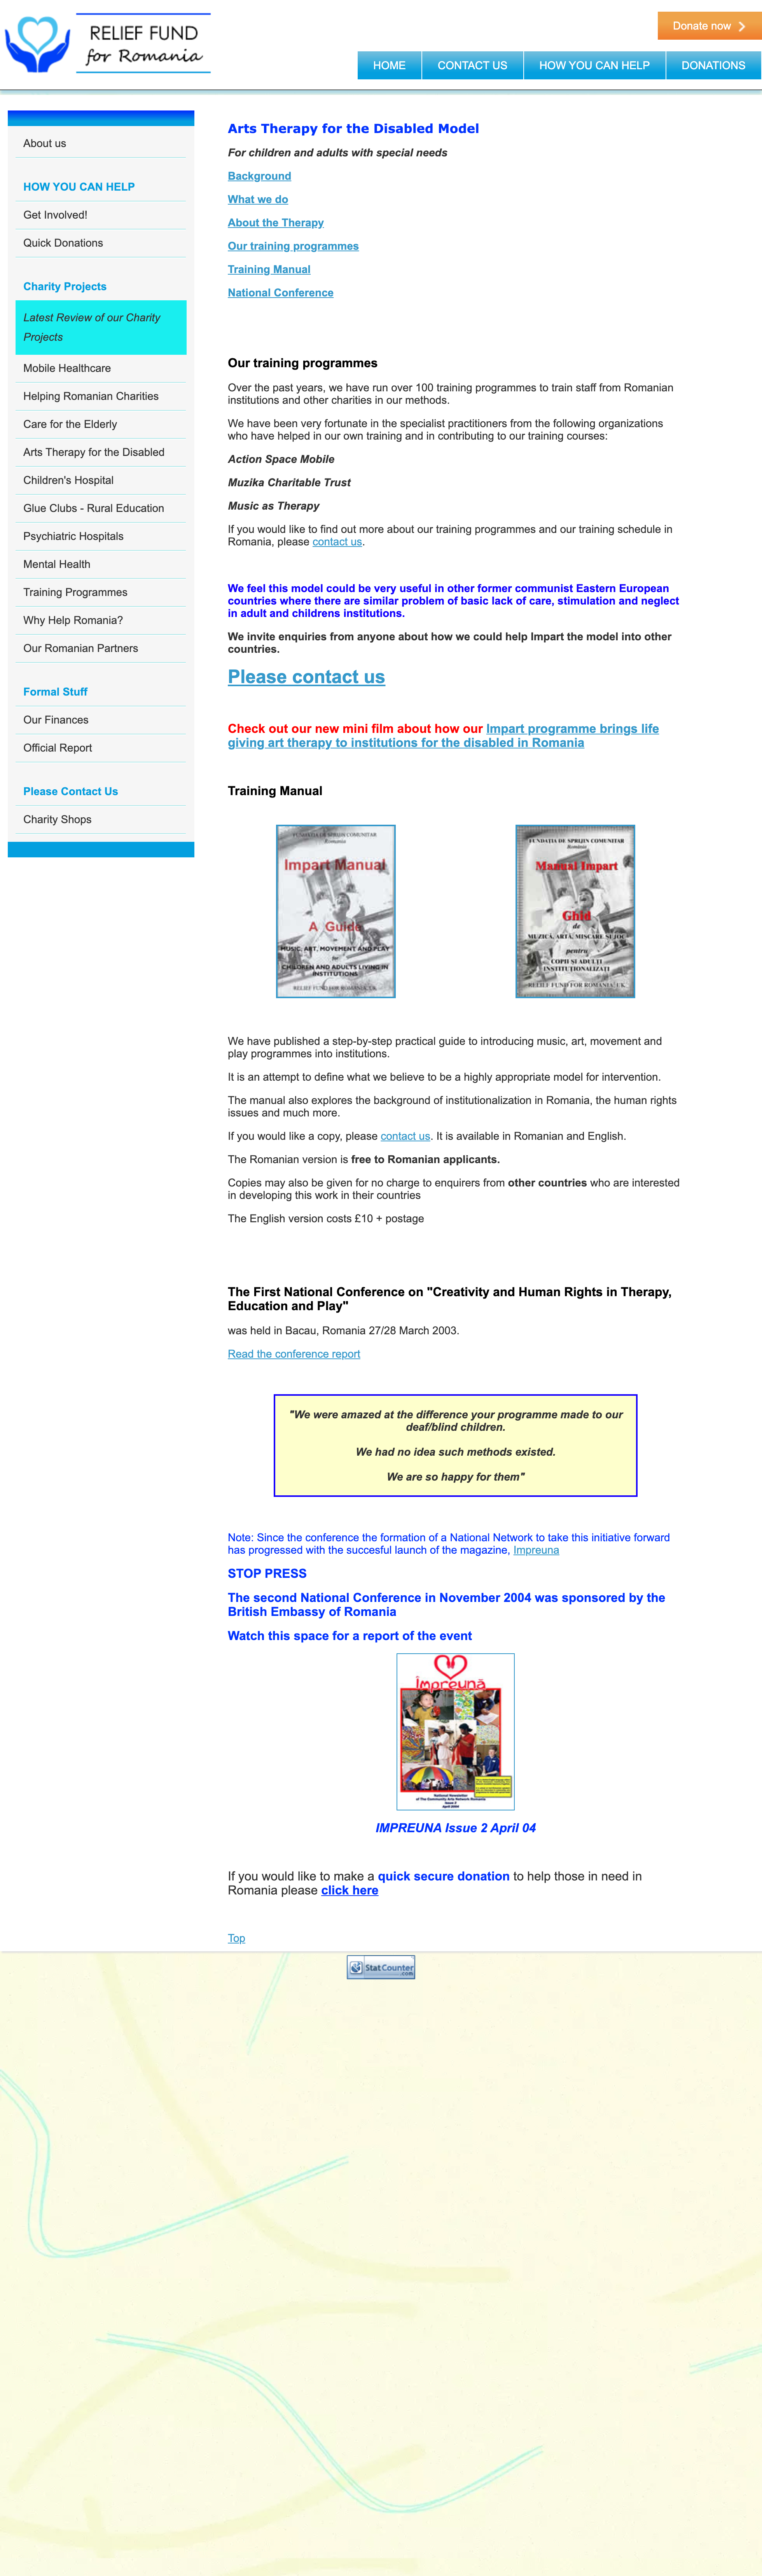 RELIEF FUND
for Romania
Donate now
HOME
CONTACT US
HOW YOU CAN HELP
DONATIONS
About us
HOW YOU CAN HELP
Get Involved!
Quick Donations
Charity Projects
Latest Review of our Charity
Projects
Mobile Healthcare
Helping Romanian Charities
Care for the Elderly
Arts Therapy for the Disabled
Children's Hospital
Glue Clubs - Rural Education
Psychiatric Hospitals
Mental Health
Training Programmes
Why Help Romania?
Our Romanian Partners
Formal Stuff
Our Finances
Official Report
Please Contact Us
Charity Shops
Arts Therapy for the Disabled Model
For children and adults with special needs
Background
What we do
About the Therapy
Our training programmes
Training Manual
National Conference
Our training programmes
Over the past years, we have run over 100 training programmes to train staff from Romanian
institutions and other charities in our methods.
We have been very fortunate in the specialist practitioners from the following organizations
who have helped in our own training and in contributing to our training courses:
Action Space Mobile
Muzika Charitable Trust
Music as Therapy
If you would like to find out more about our training programmes and our training schedule in
Romania, please contact us.
We feel this model could be very useful in other former communist Eastern European
countries where there are similar problem of basic lack of care, stimulation and neglect
in adult and childrens institutions.
We invite enquiries from anyone about how we could help Impart the model into other
countries.
Please contact us
Check out our new mini film about how our Impart programme brings life
giving art therapy to institutions for the disabled in Romania
Training Manual
FUNDATIA DE SPRIJIN COMUNITAR
Romania
Impart Manual
A Guide
to
MUSIC, ART, MOVEMENT AND PLAY
for
CHILDREN AND ADULTS LIVING IN
INSTITUTIONS
RELIEF FUND FOR ROMANIA, UK
FUNDAŢIA DE SPRIJIN COMUNITAR
România
Manual Impart
Ghid
de
MUZICĂ, ARTĂ, MIŞCARE ŞI JOC
pentru
COPII ŞI ADULŢI
INSTITUŢIONALIZAŢI
RELIEF FUND FOR ROMANIA, UK
We have published a step-by-step practical guide to introducing music, art, movement and
play programmes into institutions.
It is an attempt to define what we believe to be a highly appropriate model for intervention.
The manual also explores the background of institutionalization in Romania, the human rights
issues and much more.
If you would like a copy, please contact us. It is available in Romanian and English.
The Romanian version is free to Romanian applicants.
Copies may also be given for no charge to enquirers from other countries who are interested
in developing this work in their countries
The English version costs £10 + postage
The First National Conference on "Creativity and Human Rights in Therapy,
Education and Play"
was held in Bacau, Romania 27/28 March 2003.
Read the conference report
"We were amazed at the difference your programme made to our
deaf/blind children.
We had no idea such methods existed.
We are so happy for them"
Note: Since the conference the formation of a National Network to take this initiative forward
has progressed with the succesful launch of the magazine, Impreuna
STOP PRESS
The second National Conference in November 2004 was sponsored by the
British Embassy of Romania
Watch this space for a report of the event
Împreună
National Newsletter
of The Community Arts Network Romania
Issue 2
April 2004
IMPREUNA Issue 2 April 04
If you would like to make a quick secure donation to help those in need in
Romania please click here
Top
StatCounter
.com